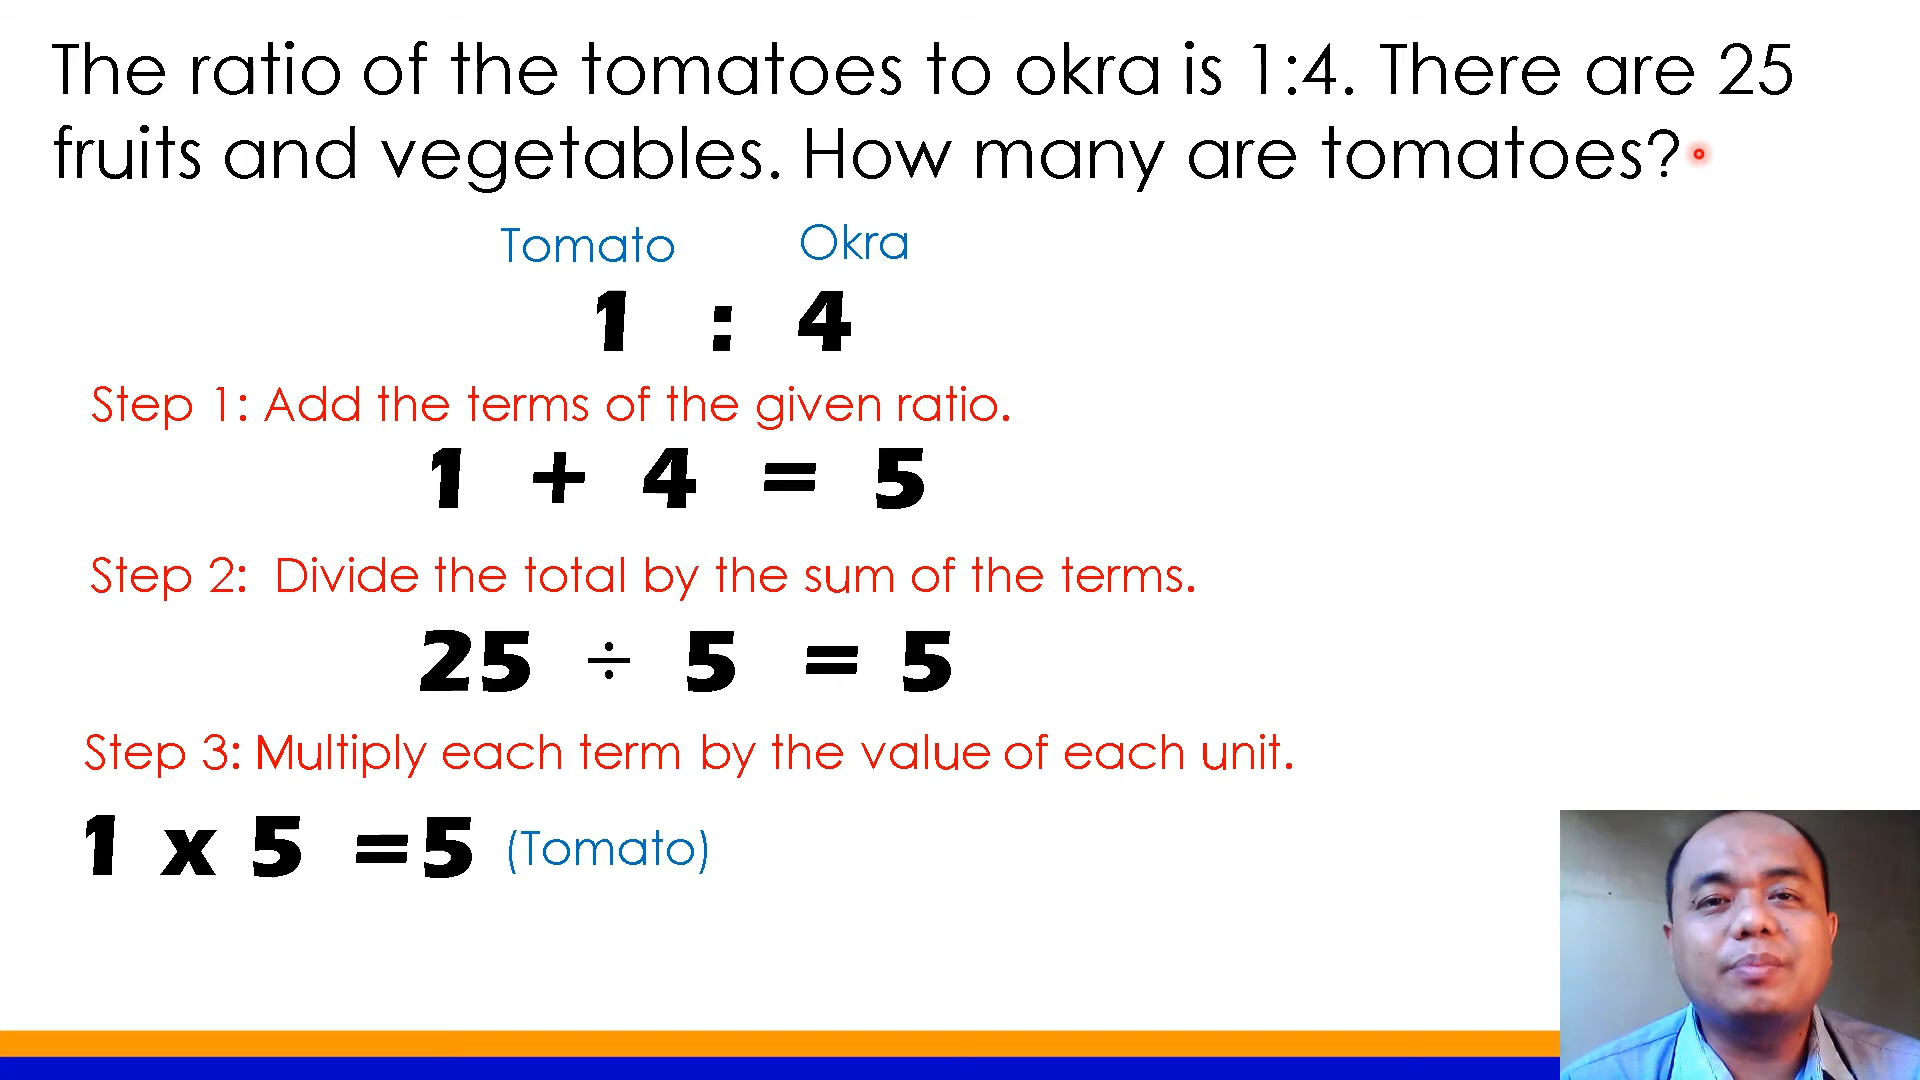 The ratio of the tomatoes to okra is 1:4. There are 25
fruits and vegetables. How many are tomatoes?
Tomato Okra
1 : 4
Step 1: Add the terms of the given ratio.
1 + 4 = 5
Step 2: Divide the total by the sum of the terms.
25 ÷ 5 = 5
Step 3: Multiply each term by the value of each unit.
1 x 5 =5 (Tomato)